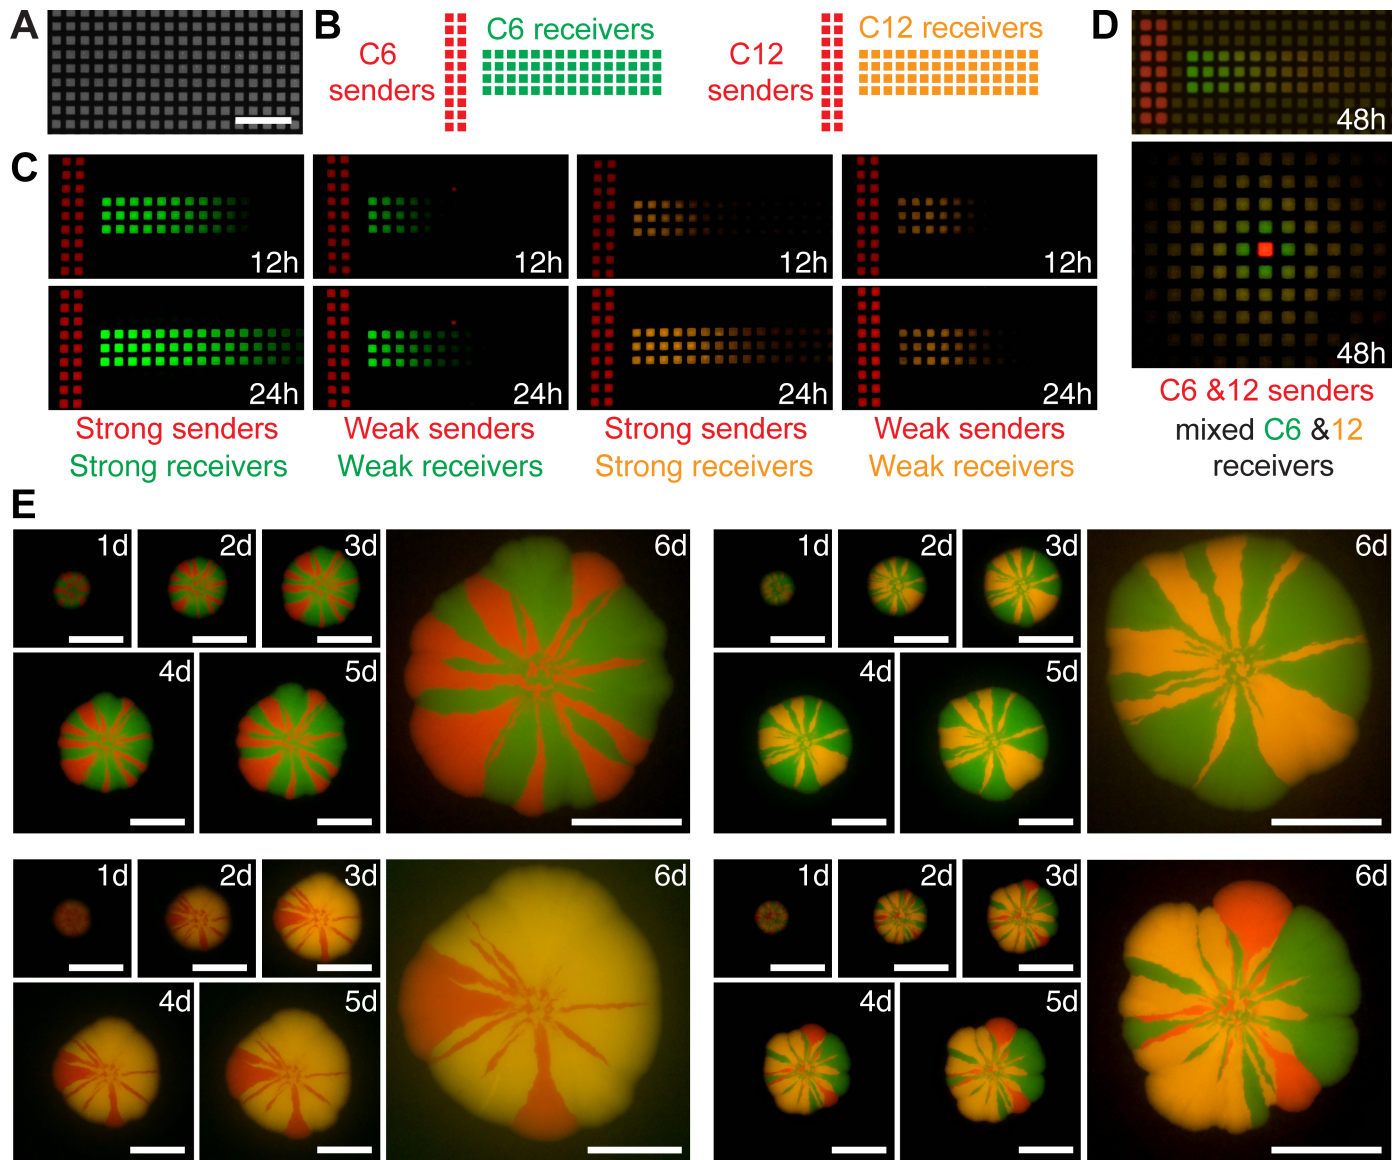 A
B
C6
senders
C6 receivers
C12
senders
C12 receivers
D
48h
48h
C6 &12 senders
mixed C6 &12
receivers
C
12h
12h
12h
12h
24h
24h
24h
24h
Strong senders
Strong receivers
Weak senders
Weak receivers
Strong senders
Strong receivers
Weak senders
Weak receivers
E
1d
2d
3d
6d
4d
5d
1d
2d
3d
6d
4d
5d
1d
2d
3d
6d
4d
5d
1d
2d
3d
6d
4d
5d